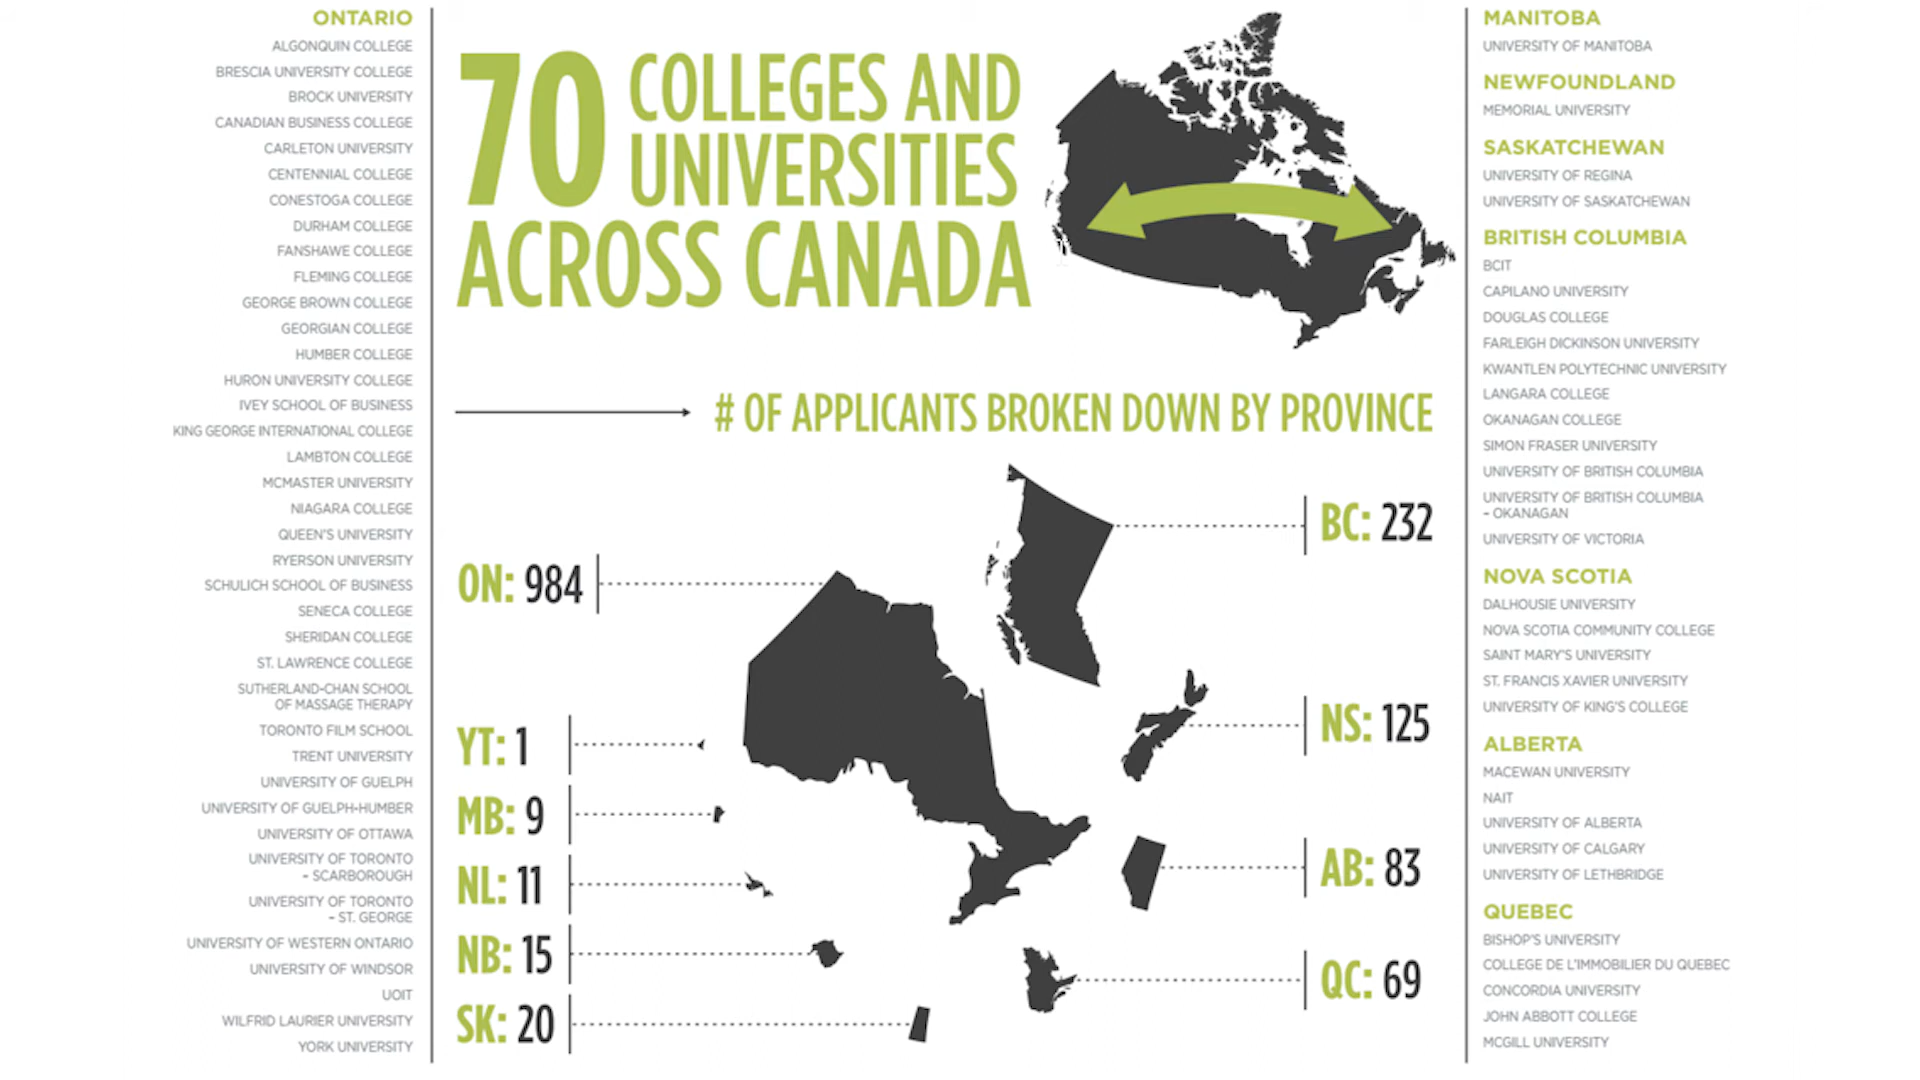 ONTARIO
ALGONQUIN COLLEGE
BRESCIA UNIVERSITY COLLEGE
BROCK UNIVERSITY
CANADIAN BUSINESS COLLEGE
CARLETON UNIVERSITY
CENTENNIAL COLLEGE
CONESTOGA COLLEGE
DURHAM COLLEGE
FANSHAWE COLLEGE
FLEMING COLLEGE
GEORGE BROWN COLLEGE
GEORGIAN COLLEGE
HUMBER COLLEGE
HURON UNIVERSITY COLLEGE
IVEY SCHOOL OF BUSINESS
KING GEORGE INTERNATIONAL COLLEGE
LAMBTON COLLEGE
MCMASTER UNIVERSITY
NIAGARA COLLEGE
QUEEN'S UNIVERSITY
RYERSON UNIVERSITY
SCHULICH SCHOOL OF BUSINESS
SENECA COLLEGE
SHERIDAN COLLEGE
ST. LAWRENCE COLLEGE
SUTHERLAND-CHAN SCHOOL
OF MASSAGE THERAPY
TORONTO FILM SCHOOL
TRENT UNIVERSITY
UNIVERSITY OF GUELPH
UNIVERSITY OF GUELPH-HUMBER
UNIVERSITY OF OTTAWA
UNIVERSITY OF TORONTO
- SCARBOROUGH
UNIVERSITY OF TORONTO
- ST. GEORGE
UNIVERSITY OF WESTERN ONTARIO
UNIVERSITY OF WINDSOR
UOIT
WILFRID LAURIER UNIVERSITY
YORK UNIVERSITY
70 COLLEGES AND
UNIVERSITIES
ACROSS CANADA
# OF APPLICANTS BROKEN DOWN BY PROVINCE
ON: 984
YT: 1
MB: 9
NL: 11
NB: 15
SK: 20
BC: 232
NS: 125
AB: 83
QC: 69
MANITOBA
UNIVERSITY OF MANITOBA
NEWFOUNDLAND
MEMORIAL UNIVERSITY
SASKATCHEWAN
UNIVERSITY OF REGINA
UNIVERSITY OF SASKATCHEWAN
BRITISH COLUMBIA
BCIT
CAPILANO UNIVERSITY
DOUGLAS COLLEGE
FARLEIGH DICKINSON UNIVERSITY
KWANTLEN POLYTECHNIC UNIVERSITY
LANGARA COLLEGE
OKANAGAN COLLEGE
SIMON FRASER UNIVERSITY
UNIVERSITY OF BRITISH COLUMBIA
UNIVERSITY OF BRITISH COLUMBIA
- OKANAGAN
UNIVERSITY OF VICTORIA
NOVA SCOTIA
DALHOUSIE UNIVERSITY
NOVA SCOTIA COMMUNITY COLLEGE
SAINT MARY'S UNIVERSITY
ST. FRANCIS XAVIER UNIVERSITY
UNIVERSITY OF KING'S COLLEGE
ALBERTA
MACEWAN UNIVERSITY
NAIT
UNIVERSITY OF ALBERTA
UNIVERSITY OF CALGARY
UNIVERSITY OF LETHBRIDGE
QUEBEC
BISHOP'S UNIVERSITY
COLLEGE DE L'IMMOBILIER DU QUEBEC
CONCORDIA UNIVERSITY
JOHN ABBOTT COLLEGE
MCGILL UNIVERSITY